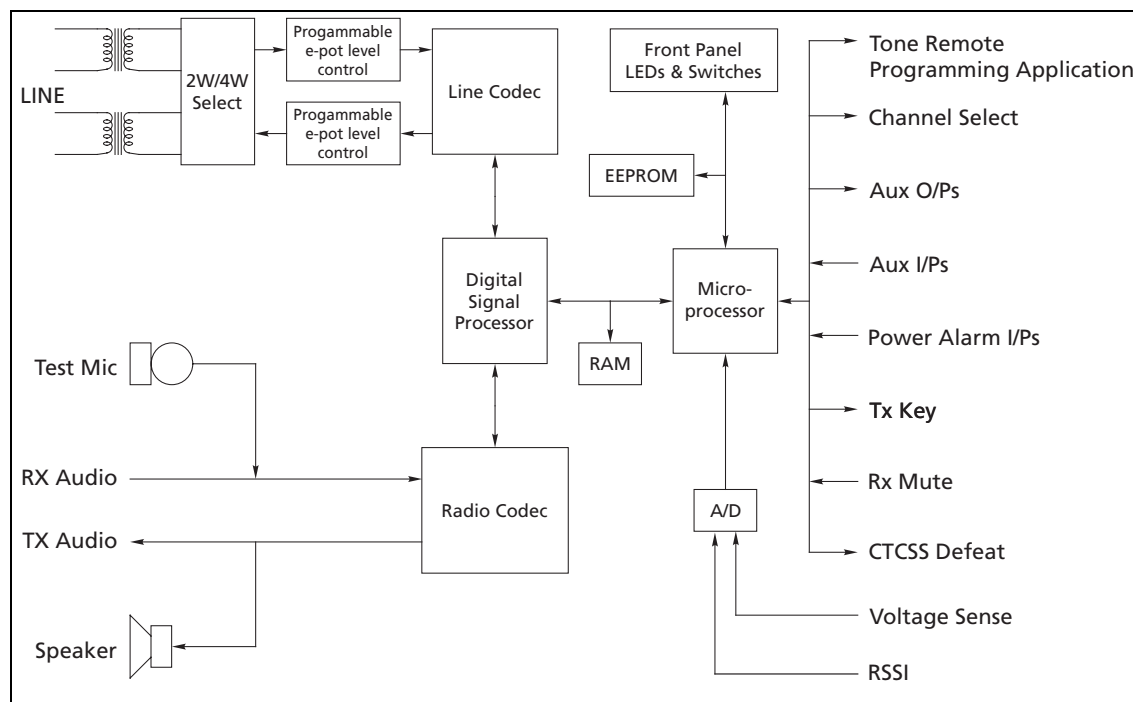 LINE
2W/4W
Select
Progammable
e-pot level
control
Progammable
e-pot level
control
Line Codec
Front Panel
LEDs & Switches
EEPROM
Digital
Signal
Processor
Micro-
processor
RAM
Tone Remote
Programming Application
Channel Select
Aux O/Ps
Aux I/Ps
Power Alarm I/Ps
Tx Key
Rx Mute
CTCSS Defeat
Voltage Sense
RSSI
A/D
Test Mic
RX Audio
TX Audio
Radio Codec
Speaker